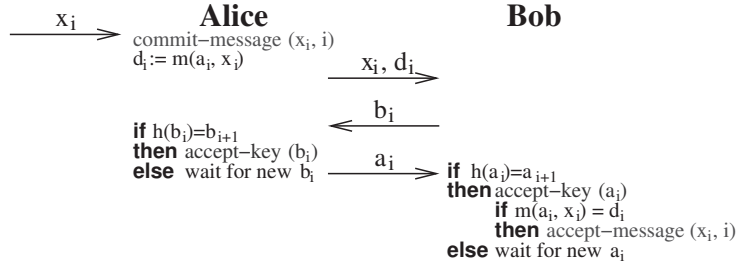 Alice
Bob
x_i
commit−message (x_i, i)
d_i := m(a_i, x_i)
x_i, d_i
b_i
if h(b_i)=b_{i+1}
then accept−key (b_i)
else wait for new b_i
a_i
if h(a_i)=a_{i+1}
then accept−key (a_i)
if m(a_i, x_i) = d_i
then accept−message (x_i, i)
else wait for new a_i